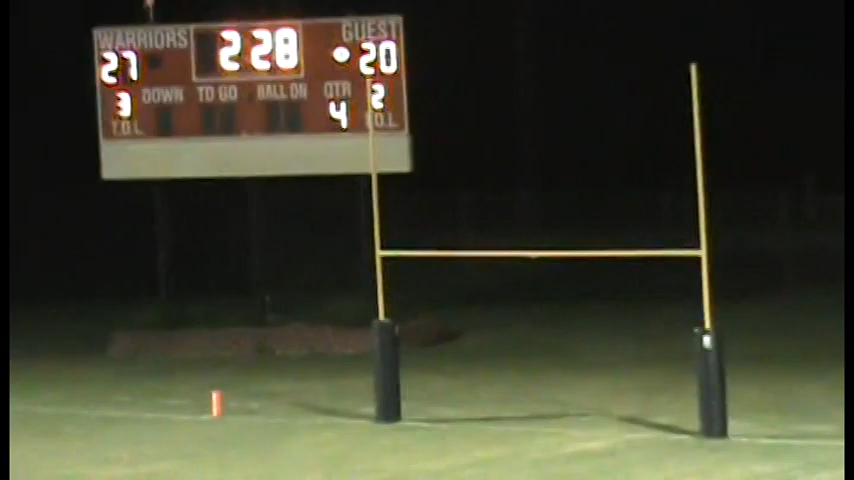 WARRIORS 2 28 GUEST
27 20
DOWN TO GO BALL ON QTR
3 4 2
T.O.L T.O.L